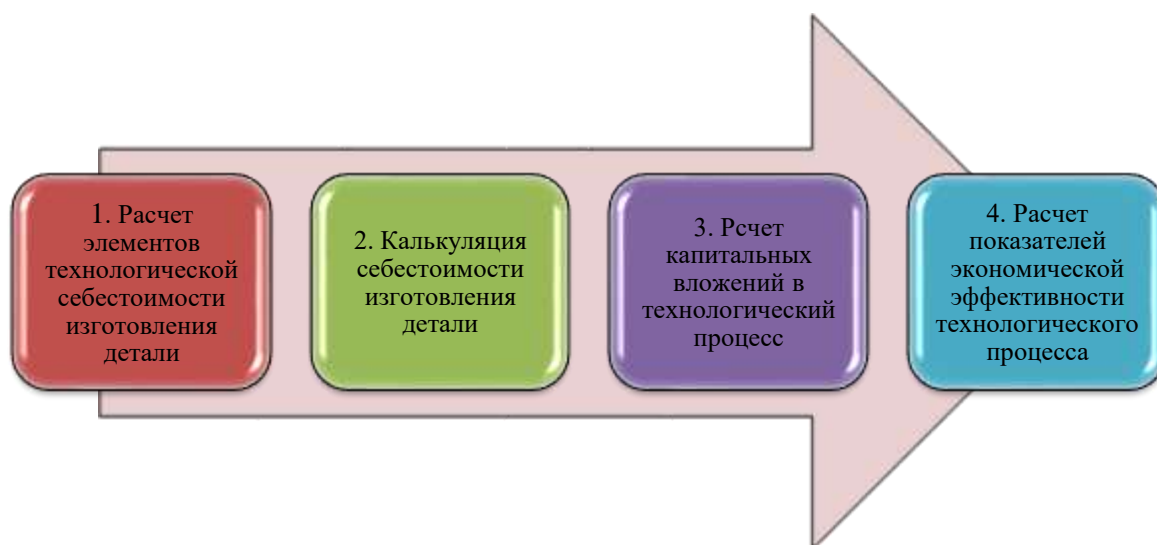 1. Расчет
элементов
технологической
себестоимости
изготовления
детали
2. Калькуляция
себестоимости
изготовления
детали
3. Рсчет
капитальных
вложений в
технологический
процесс
4. Расчет
показателей
экономической
эффективности
технологического
процесса